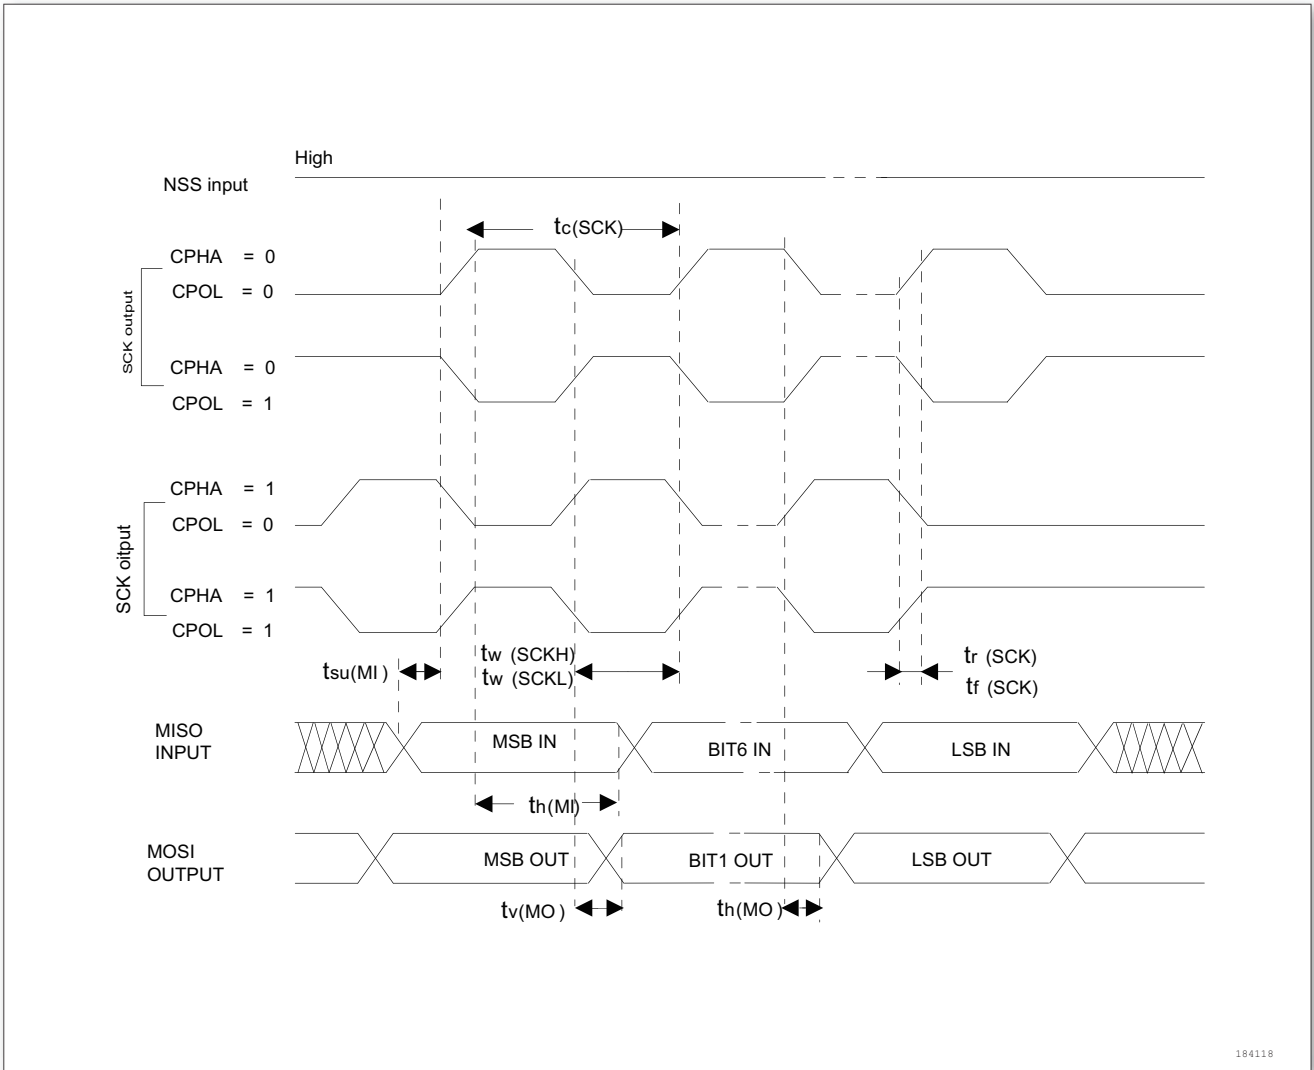 High
NSS input
tc(SCK)
CPHA = 0
CPOL = 0
SCK output
CPHA = 0
CPOL = 1
CPHA = 1
CPOL = 0
SCK oitput
CPHA = 1
CPOL = 1
tsu(MI )
tw (SCKH)
tw (SCKL)
tr (SCK)
tf (SCK)
MISO
INPUT
MSB IN
BIT6 IN
LSB IN
th(MI)
MOSI
OUTPUT
MSB OUT
BIT1 OUT
LSB OUT
tv(MO )
th(MO )
184118